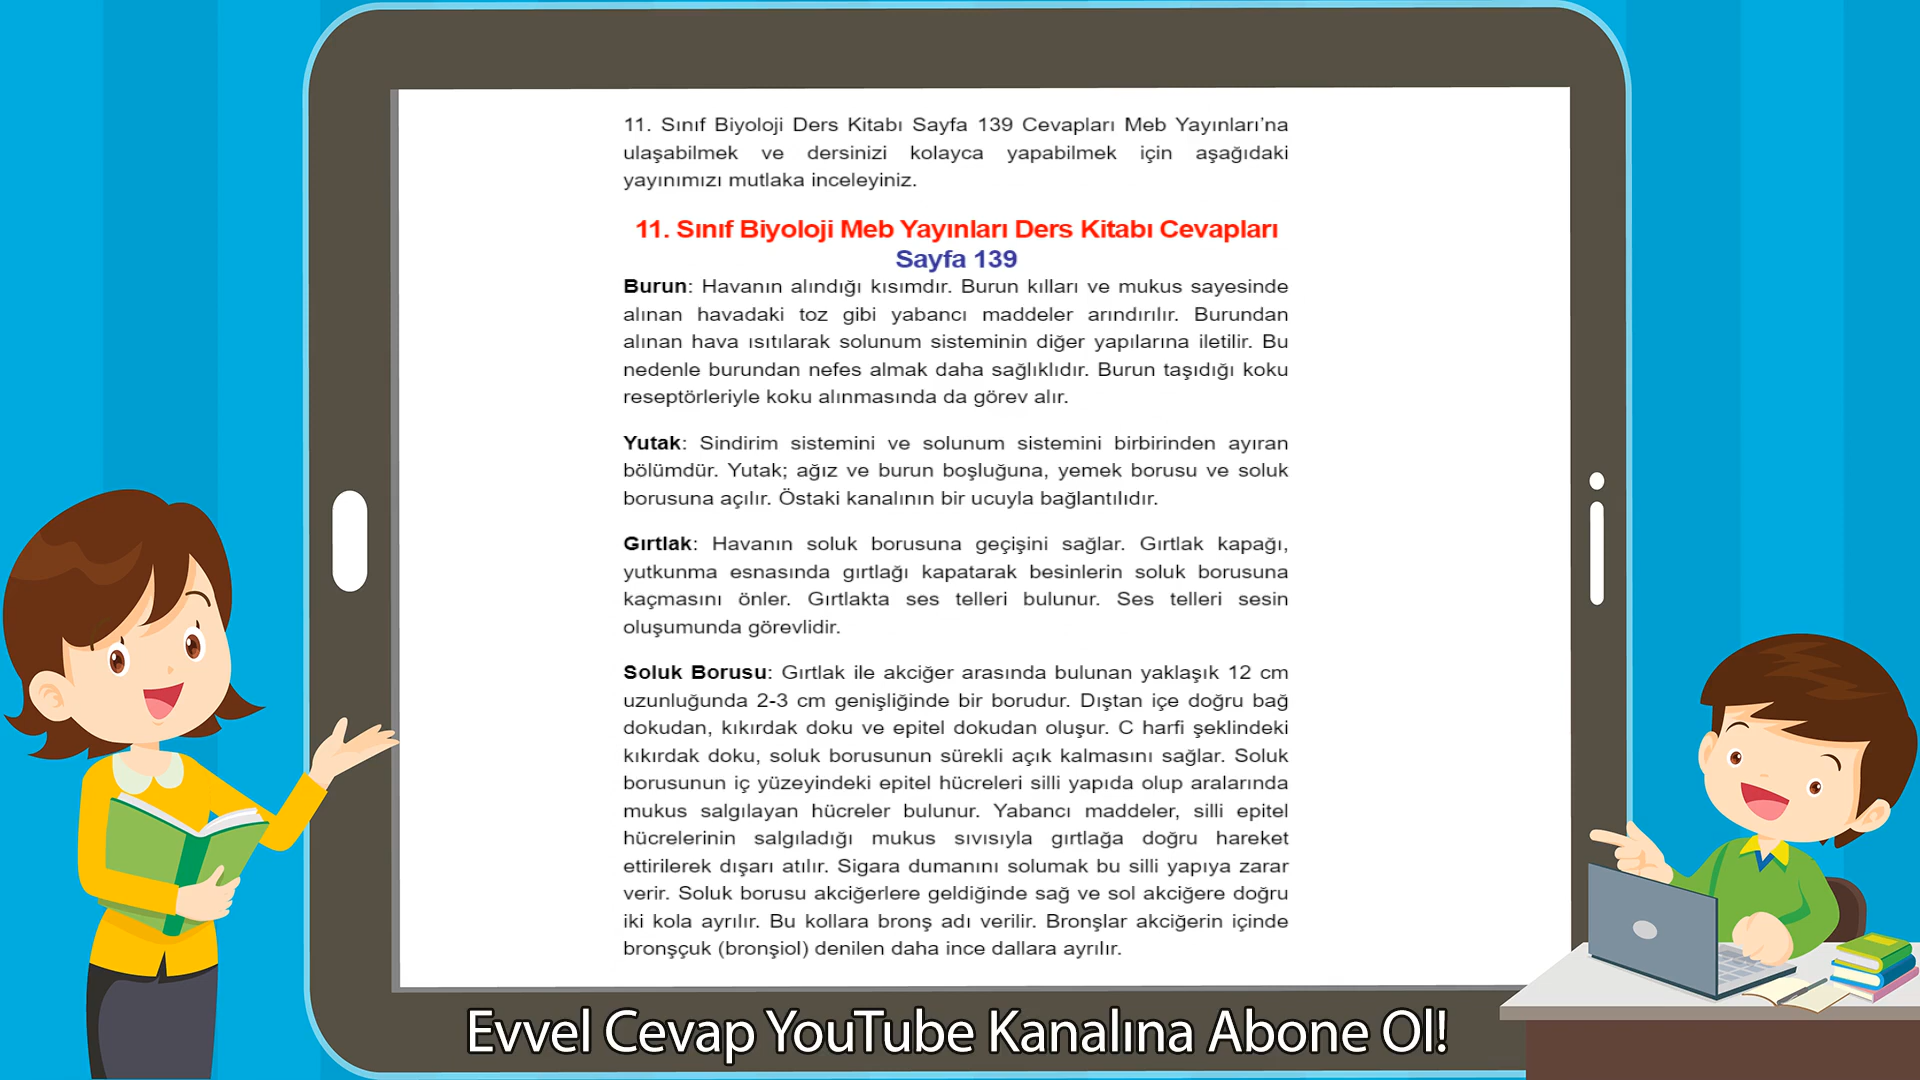 11. Sınıf Biyoloji Ders Kitabı Sayfa 139 Cevapları Meb Yayınları’na
ulaşabilmek ve dersinizi kolayca yapabilmek için aşağıdaki
yayınımızı mutlaka inceleyiniz.
11. Sınıf Biyoloji Meb Yayınları Ders Kitabı Cevapları
Sayfa 139
Burun: Havanın alındığı kısımdır. Burun kılları ve mukus sayesinde
alınan havadaki toz gibi yabancı maddeler arındırılır. Burundan
alınan hava ısıtılarak solunum sisteminin diğer yapılarına iletilir. Bu
nedenle burundan nefes almak daha sağlıklıdır. Burun taşıdığı koku
reseptörleriyle koku alınmasında da görev alır.
Yutak: Sindirim sistemini ve solunum sistemini birbirinden ayıran
bölümdür. Yutak; ağız ve burun boşluğuna, yemek borusu ve soluk
borusuna açılır. Östaki kanalının bir ucuyla bağlantılıdır.
Gırtlak: Havanın soluk borusuna geçişini sağlar. Gırtlak kapağı,
yutkunma esnasında gırtlağı kapatarak besinlerin soluk borusuna
kaçmasını önler. Gırtlakta ses telleri bulunur. Ses telleri sesin
oluşumunda görevlidir.
Soluk Borusu: Gırtlak ile akciğer arasında bulunan yaklaşık 12 cm
uzunluğunda 2-3 cm genişliğinde bir borudur. Dıştan içe doğru bağ
dokudan, kıkırdak doku ve epitel dokudan oluşur. C harfi şeklindeki
kıkırdak doku, soluk borusunun sürekli açık kalmasını sağlar. Soluk
borusunun iç yüzeyindeki epitel hücreleri silli yapıda olup aralarında
mukus salgılayan hücreler bulunur. Yabancı maddeler, silli epitel
hücrelerinin salgıladığı mukus sıvısıyla gırtlağa doğru hareket
ettirilerek dışarı atılır. Sigara dumanını solumak bu silli yapıya zarar
verir. Soluk borusu akciğerlere geldiğinde sağ ve sol akciğere doğru
iki kola ayrılır. Bu kollara bronş adı verilir. Bronşlar akciğerin içinde
bronşçuk (bronşiol) denilen daha ince dallara ayrılır.
Evvel Cevap YouTube Kanalına Abone Ol!